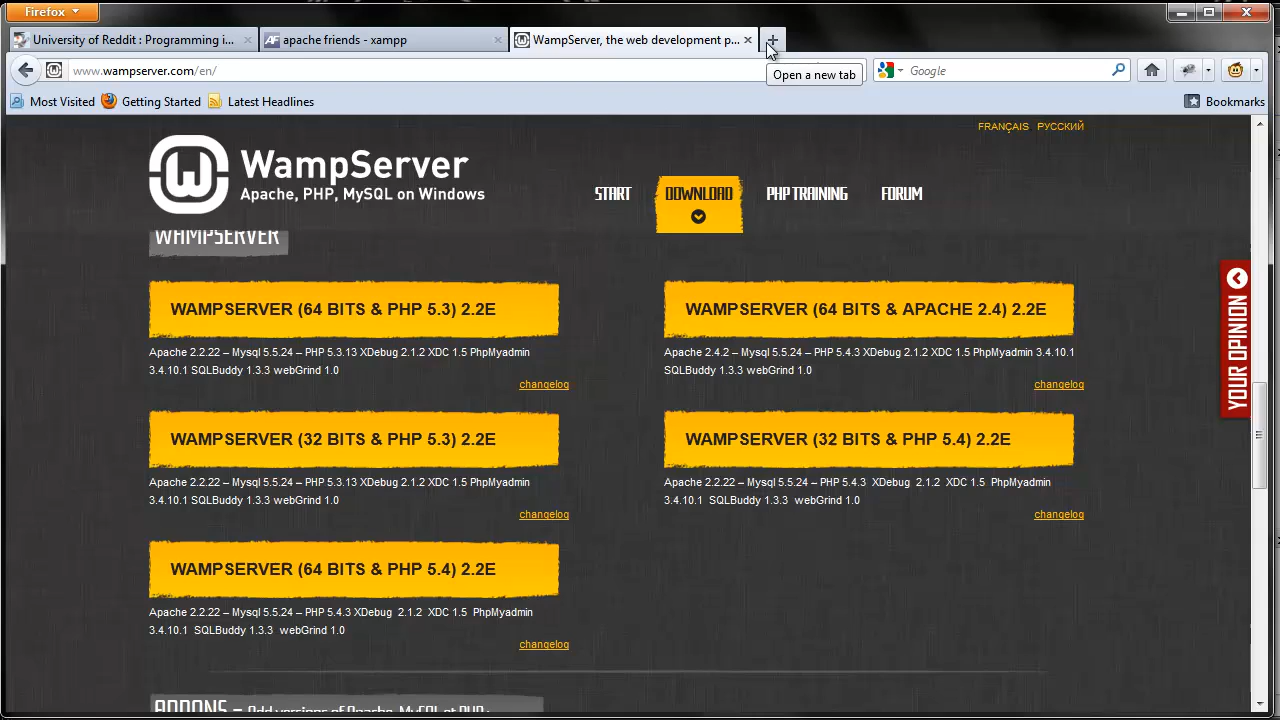 Firefox
University of Reddit : Programming i...
apache friends - xampp
WampServer, the web development p...
www.wampserver.com/en/
Open a new tab
Google
Most Visited
Getting Started
Latest Headlines
Bookmarks
FRANÇAIS РУССКИЙ
WampServer
Apache, PHP, MySQL on Windows
START
DOWNLOAD
PHP TRAINING
FORUM
WAMPSERVER
WAMPSERVER (64 BITS & PHP 5.3) 2.2E
Apache 2.2.22 – Mysql 5.5.24 – PHP 5.3.13 XDebug 2.1.2 XDC 1.5 PhpMyadmin
3.4.10.1 SQLBuddy 1.3.3 webGrind 1.0
changelog
WAMPSERVER (64 BITS & APACHE 2.4) 2.2E
Apache 2.4.2 – Mysql 5.5.24 – PHP 5.4.3 XDebug 2.1.2 XDC 1.5 PhpMyadmin 3.4.10.1
SQLBuddy 1.3.3 webGrind 1.0
changelog
WAMPSERVER (32 BITS & PHP 5.3) 2.2E
Apache 2.2.22 – Mysql 5.5.24 – PHP 5.3.13 XDebug 2.1.2 XDC 1.5 PhpMyadmin
3.4.10.1 SQLBuddy 1.3.3 webGrind 1.0
changelog
WAMPSERVER (32 BITS & PHP 5.4) 2.2E
Apache 2.2.22 – Mysql 5.5.24 – PHP 5.4.3 XDebug 2.1.2 XDC 1.5 PhpMyadmin
3.4.10.1 SQLBuddy 1.3.3 webGrind 1.0
changelog
WAMPSERVER (64 BITS & PHP 5.4) 2.2E
Apache 2.2.22 – Mysql 5.5.24 – PHP 5.4.3 XDebug 2.1.2 XDC 1.5 PhpMyadmin
3.4.10.1 SQLBuddy 1.3.3 webGrind 1.0
changelog
YOUR OPINION
ADDONS – Add versions of Apache, MySQL et PHP :